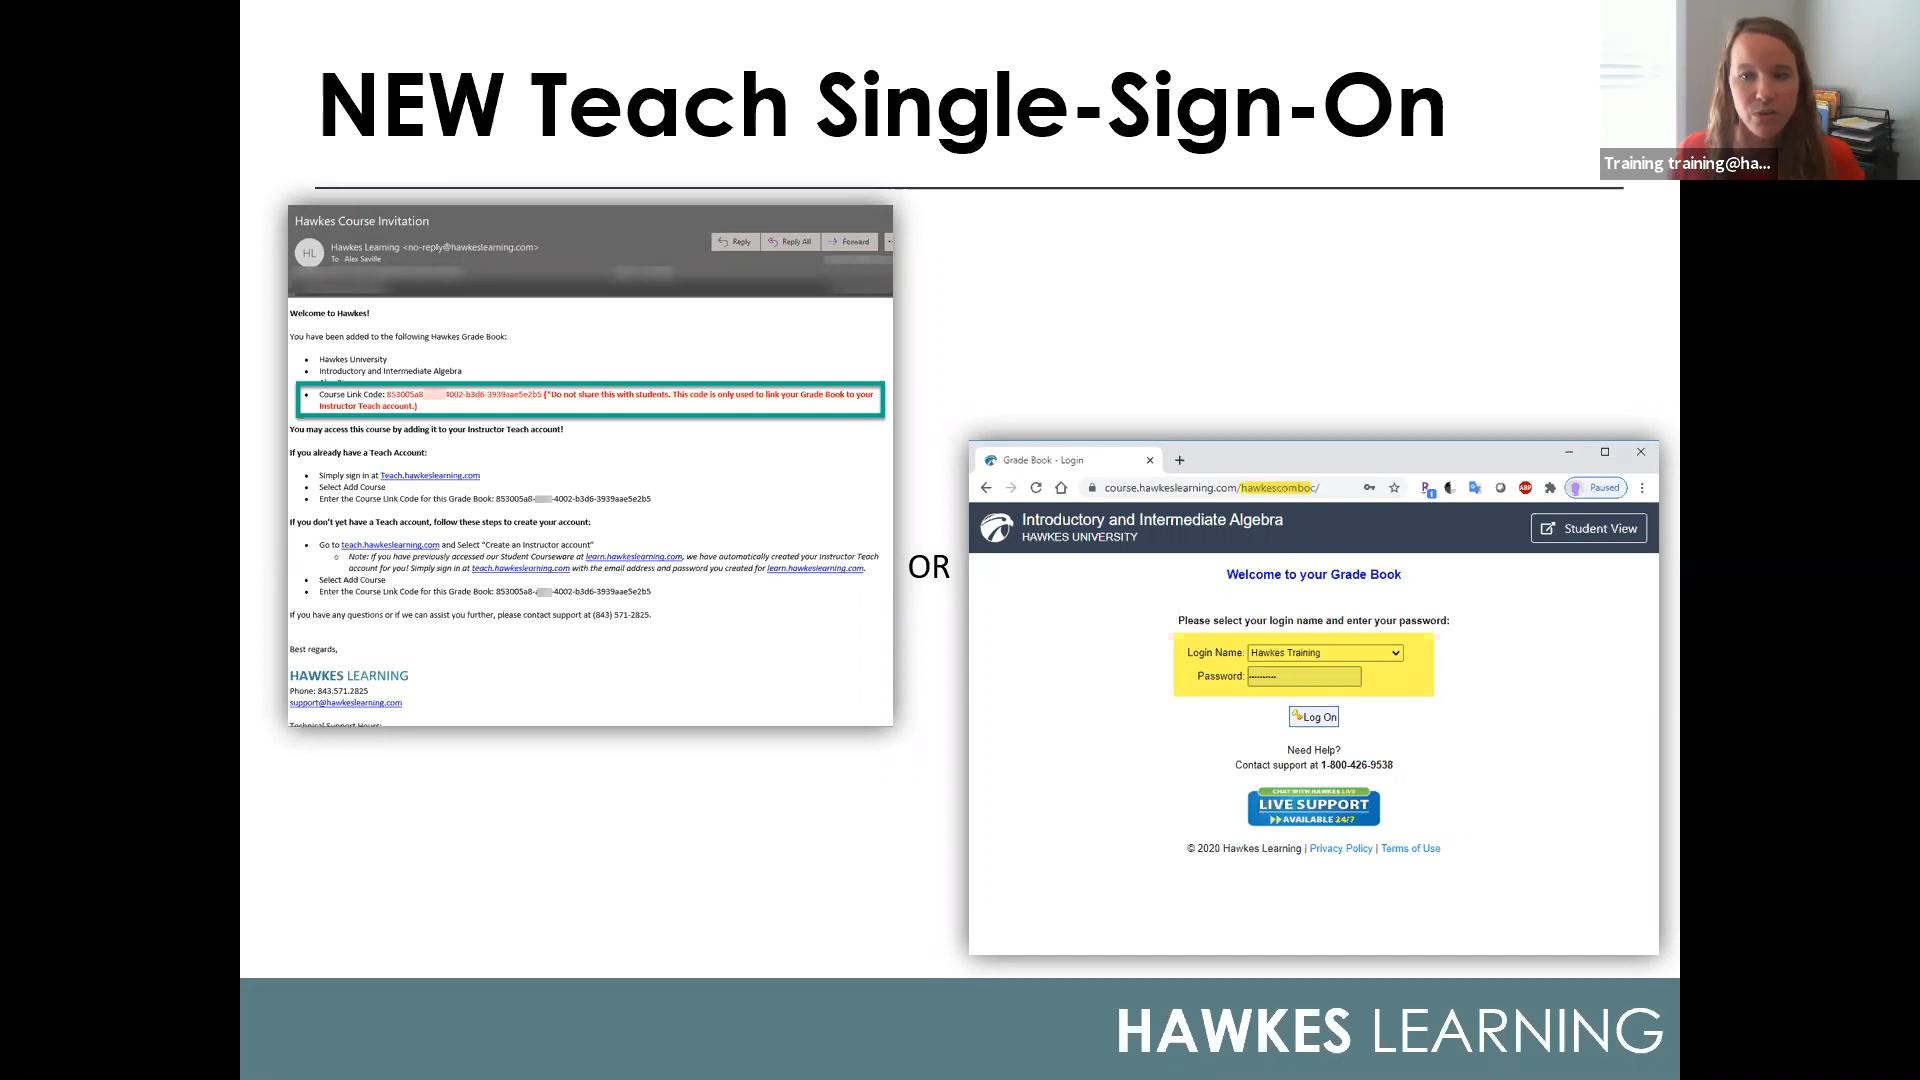 NEW Teach Single-Sign-On
Training training@ha...
Hawkes Course Invitation
HL
Hawkes Learning <no-reply@hawkeslearning.com>
To Alex Saville
Reply
Reply All
Forward
Welcome to Hawkes!
You have been added to the following Hawkes Grade Book:
• Hawkes University
• Introductory and Intermediate Algebra
• Course Link Code: 853005a8 4002-b3d6-3939aae5e2b5 (*Do not share this with students. This code is only used to link your Grade Book to your
Instructor Teach account.)
You may access this course by adding it to your Instructor Teach account!
If you already have a Teach Account:
• Simply sign in at Teach.hawkeslearning.com
• Select Add Course
• Enter the Course Link Code for this Grade Book: 853005a8- -4002-b3d6-3939aae5e2b5
If you don't yet have a Teach account, follow these steps to create your account:
• Go to teach.hawkeslearning.com and Select "Create an Instructor account"
o Note: if you have previously accessed our Student Courseware at learn.hawkeslearning.com, we have automatically created your Instructor Teach
account for you! Simply sign in at teach.hawkeslearning.com with the email address and password you created for learn.hawkeslearning.com.
• Select Add Course
• Enter the Course Link Code for this Grade Book: 853005a8- -4002-b3d6-3939aae5e2b5
If you have any questions or if we can assist you further, please contact support at (843) 571-2825.
Best regards,
HAWKES LEARNING
Phone: 843.571.2825
support@hawkeslearning.com
Technical Support Hours:
OR
Grade Book - Login
course.hawkeslearning.com/hawkescomboc/
ABP
Paused
Introductory and Intermediate Algebra
HAWKES UNIVERSITY
Student View
Welcome to your Grade Book
Please select your login name and enter your password:
Login Name: Hawkes Training
Password: ••••••••••
Log On
Need Help?
Contact support at 1-800-426-9538
CHAT WITH HAWKES LIVE
LIVE SUPPORT
AVAILABLE 24/7
© 2020 Hawkes Learning | Privacy Policy | Terms of Use
HAWKES LEARNING